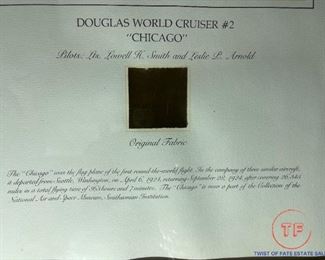 DOUGLAS WORLD CRUISER #2
"CHICAGO"
Pilots: Lts. Lowell H. Smith and Leslie P. Arnold
Original Fabric
The "Chicago" was the flag plane of the first round-the-world flight. In the company of three similar aircraft,
it departed from Seattle, Washington, on April 6, 1924, returning September 28, 1924, after covering 26,345
miles in a total flying time of 363 hours and 7 minutes. The "Chicago" is now a part of the Collection of the
National Air and Space Museum, Smithsonian Institution.
TF
TWIST OF FATE ESTATE SAL